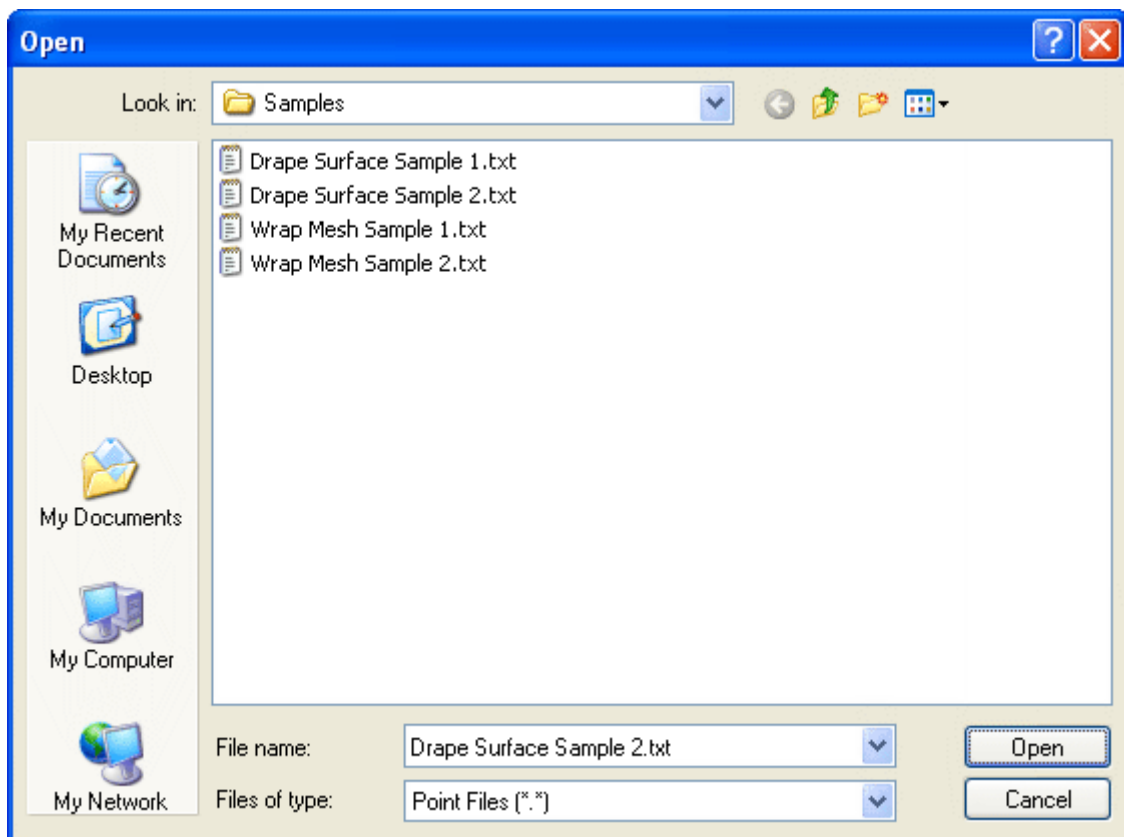 Open
Look in: Samples
Drape Surface Sample 1.txt
Drape Surface Sample 2.txt
Wrap Mesh Sample 1.txt
Wrap Mesh Sample 2.txt
My Recent
Documents
Desktop
My Documents
My Computer
My Network
File name: Drape Surface Sample 2.txt Open
Files of type: Point Files (*.*) Cancel